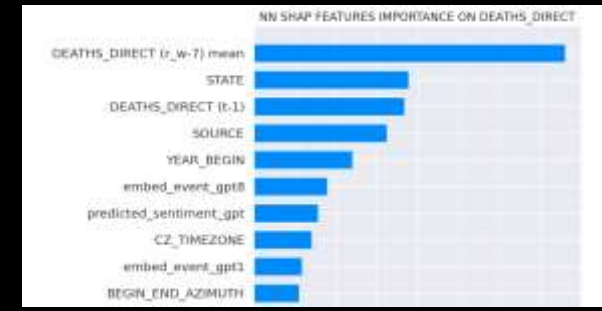 NN SHAP FEATURES IMPORTANCE ON DEATHS_DIRECT
DEATHS_DIRECT (r_w-7) mean
STATE
DEATHS_DIRECT (t-1)
SOURCE
YEAR_BEGIN
embed_event_gpt8
predicted_sentiment_gpt
CZ_TIMEZONE
embed_event_gpt1
BEGIN_END_AZIMUTH